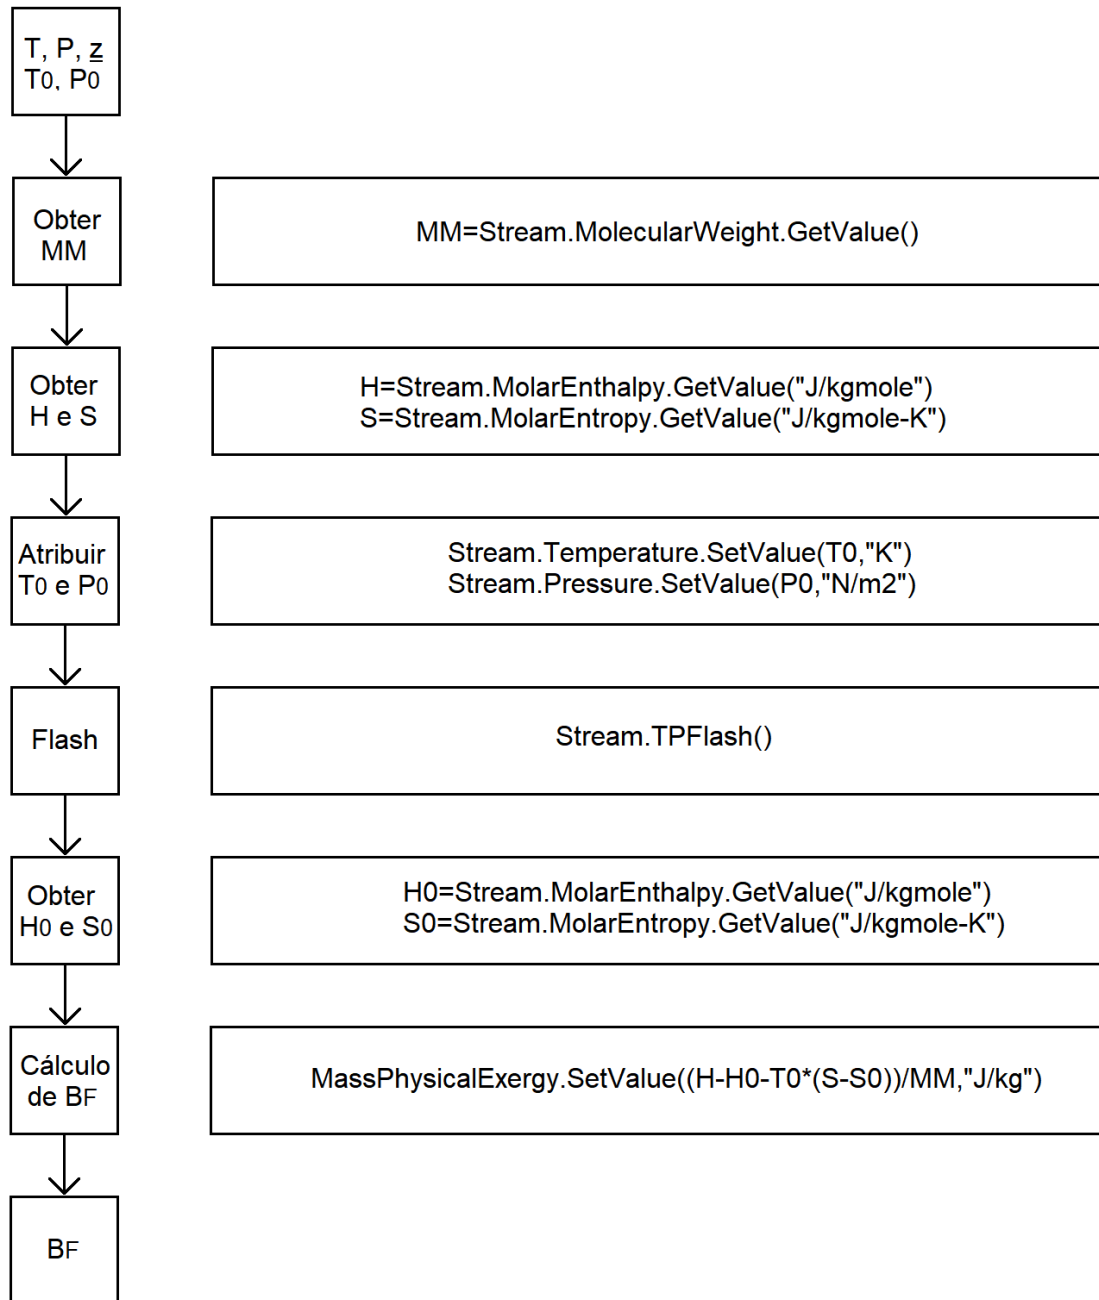 T, P, z
T0, P0
Obter
MM
MM=Stream.MolecularWeight.GetValue()
Obter
H e S
H=Stream.MolarEnthalpy.GetValue("J/kgmole")
S=Stream.MolarEntropy.GetValue("J/kgmole-K")
Atribuir
T0 e P0
Stream.Temperature.SetValue(T0,"K")
Stream.Pressure.SetValue(P0,"N/m2")
Flash
Stream.TPFlash()
Obter
H0 e S0
H0=Stream.MolarEnthalpy.GetValue("J/kgmole")
S0=Stream.MolarEntropy.GetValue("J/kgmole-K")
Cálculo
de BF
MassPhysicalExergy.SetValue((H-H0-T0*(S-S0))/MM,"J/kg")
BF